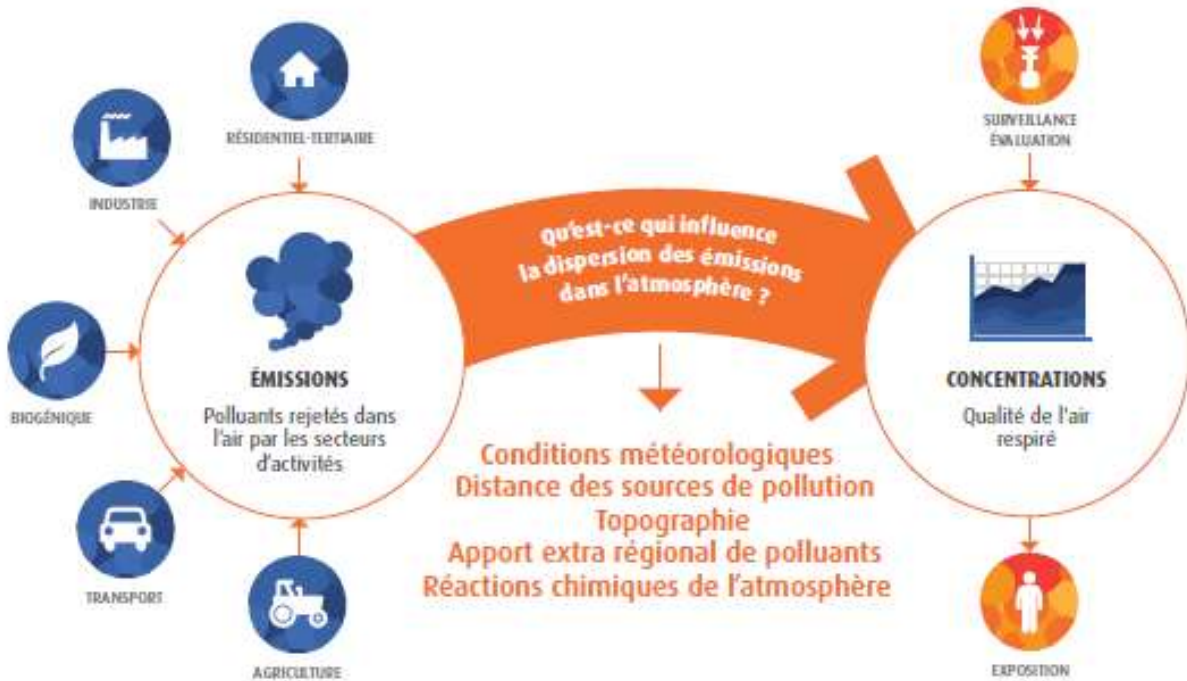 RÉSIDENTIEL-TERTIAIRE
INDUSTRIE
BIOGÉNIQUE
TRANSPORT
AGRICULTURE
ÉMISSIONS
Polluants rejetés dans
l'air par les secteurs
d'activités
Qu'est-ce qui influence
la dispersion des émissions
dans l'atmosphère ?
Conditions météorologiques
Distance des sources de pollution
Topographie
Apport extra régional de polluants
Réactions chimiques de l'atmosphère
SURVEILLANCE
ÉVALUATION
CONCENTRATIONS
Qualité de l'air
respiré
EXPOSITION